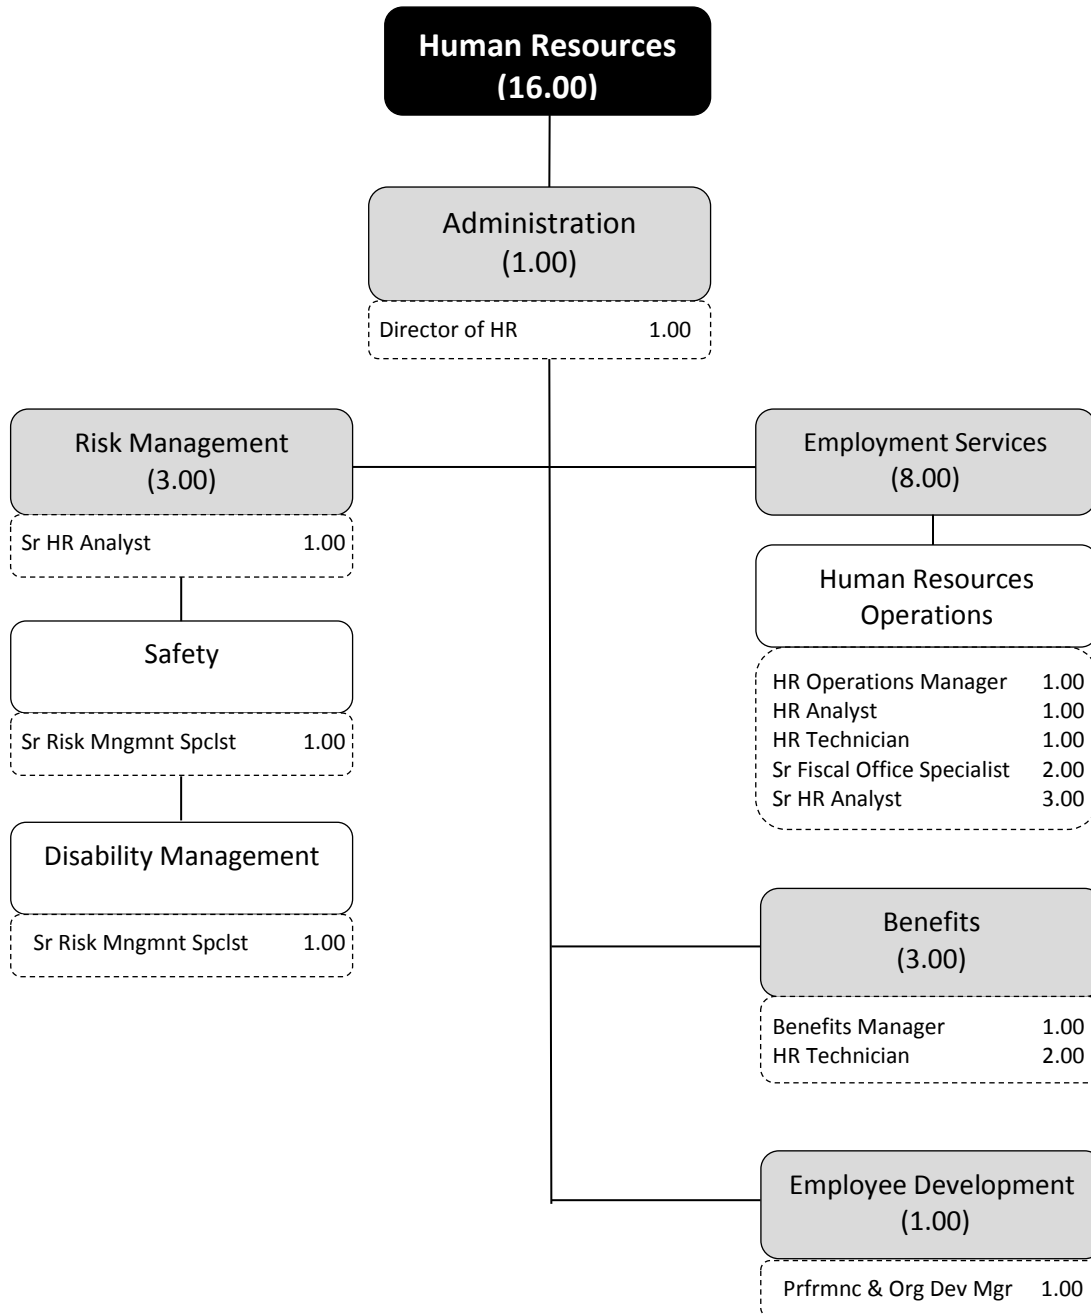 Human Resources
(16.00)
Administration
(1.00)
Director of HR 1.00
Risk Management
(3.00)
Sr HR Analyst 1.00
Safety
Sr Risk Mngmnt Spclst 1.00
Disability Management
Sr Risk Mngmnt Spclst 1.00
Employment Services
(8.00)
Human Resources
Operations
HR Operations Manager 1.00
HR Analyst 1.00
HR Technician 1.00
Sr Fiscal Office Specialist 2.00
Sr HR Analyst 3.00
Benefits
(3.00)
Benefits Manager 1.00
HR Technician 2.00
Employee Development
(1.00)
Prfrmnc & Org Dev Mgr 1.00